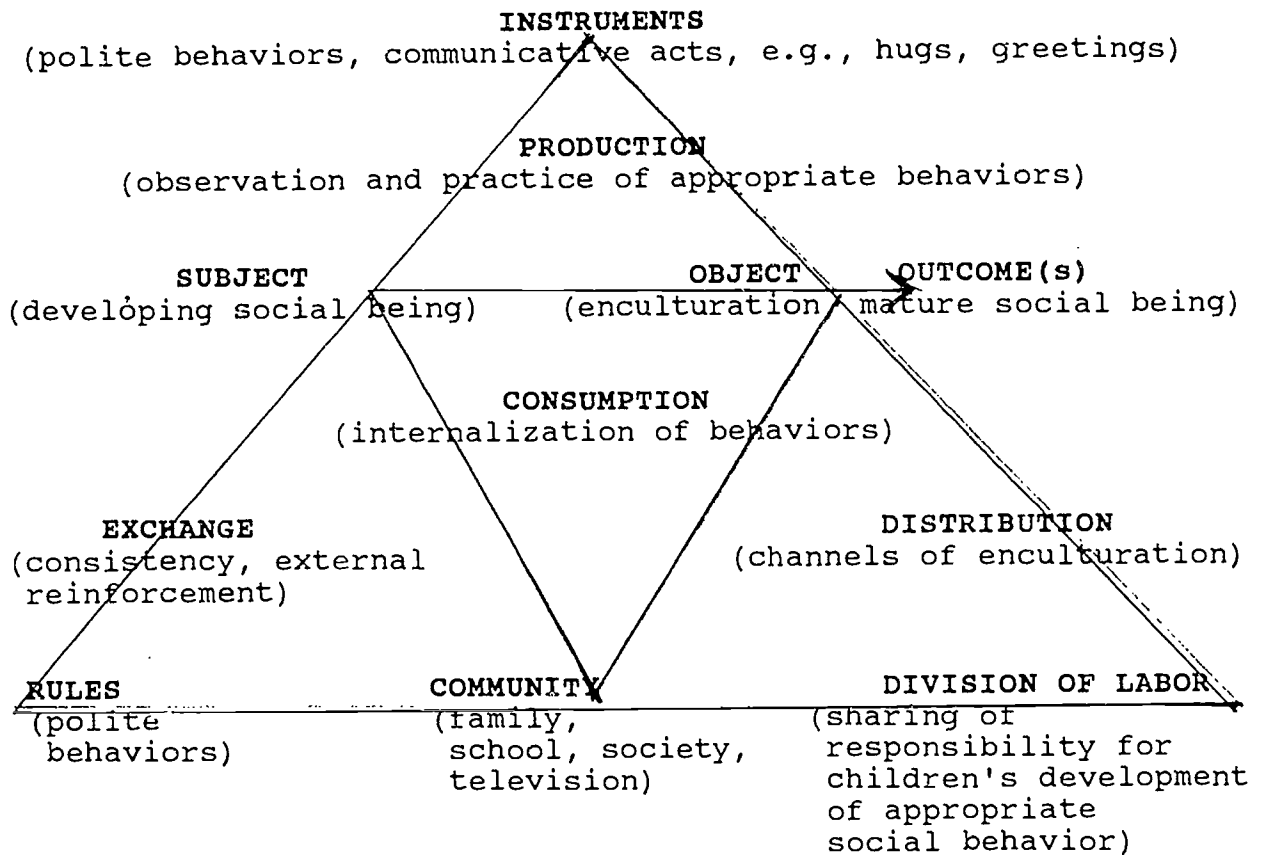 INSTRUMENTS
(polite behaviors, communicative acts, e.g., hugs, greetings)
PRODUCTION
(observation and practice of appropriate behaviors)
SUBJECT OBJECT OUTCOME(s)
(developing social being) (enculturation mature social being)
CONSUMPTION
(internalization of behaviors)
EXCHANGE DISTRIBUTION
(consistency, external (channels of enculturation)
reinforcement)
RULES COMMUNITY DIVISION OF LABOR
(polite (family, (sharing of
behaviors) school, society, responsibility for
television) children's development
of appropriate
social behavior)